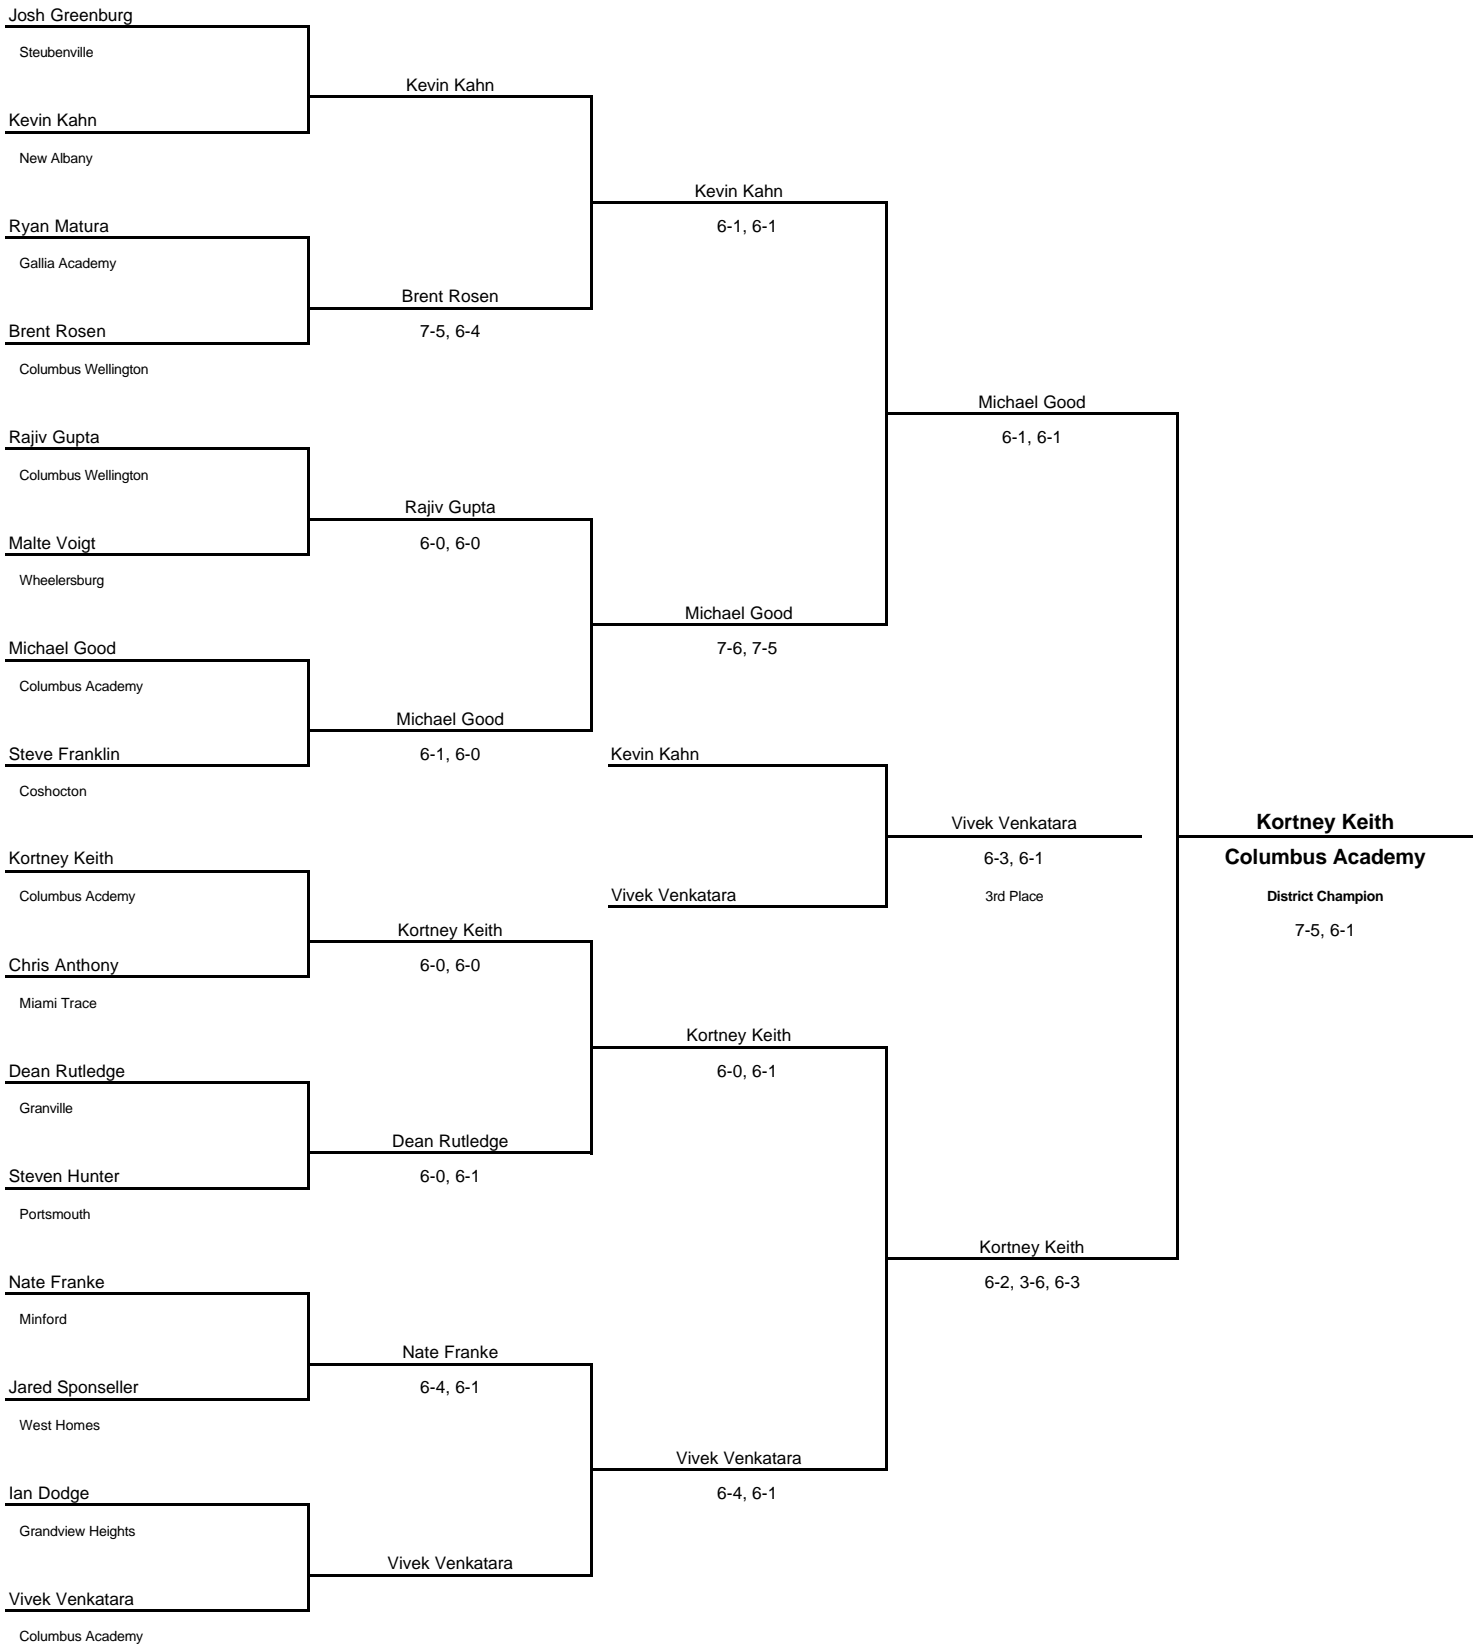 Josh Greenburg
Steubenville
Kevin Kahn
Kevin Kahn
New Albany
Kevin Kahn
6-1, 6-1
Ryan Matura
Gallia Academy
Brent Rosen
7-5, 6-4
Brent Rosen
Columbus Wellington
Michael Good
6-1, 6-1
Rajiv Gupta
Columbus Wellington
Rajiv Gupta
6-0, 6-0
Malte Voigt
Wheelersburg
Michael Good
7-6, 7-5
Michael Good
Columbus Academy
Michael Good
6-1, 6-0
Steve Franklin
Coshocton
Kevin Kahn
Vivek Venkatara
6-3, 6-1
3rd Place
Vivek Venkatara
Kortney Keith
Columbus Academy
District Champion
7-5, 6-1
Kortney Keith
Columbus Acdemy
Kortney Keith
6-0, 6-0
Chris Anthony
Miami Trace
Kortney Keith
6-0, 6-1
Dean Rutledge
Granville
Dean Rutledge
6-0, 6-1
Steven Hunter
Portsmouth
Kortney Keith
6-2, 3-6, 6-3
Nate Franke
Minford
Nate Franke
6-4, 6-1
Jared Sponseller
West Homes
Vivek Venkatara
6-4, 6-1
Ian Dodge
Grandview Heights
Vivek Venkatara
Vivek Venkatara
Columbus Academy